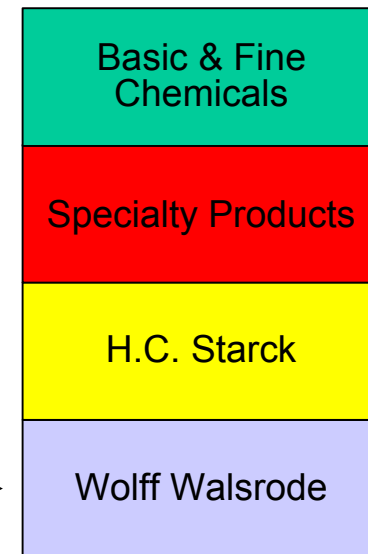 Basic & Fine
Chemicals
Specialty Products
H.C. Starck
Wolff Walsrode